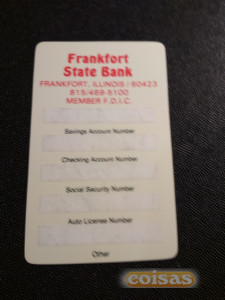 Frankfort
State Bank
FRANKFORT, ILLINOIS / 60423
815/469-5100
MEMBER F.D.I.C.
Savings Account Number
Checking Account Number
Social Security Number
Auto License Number
Other
coisas